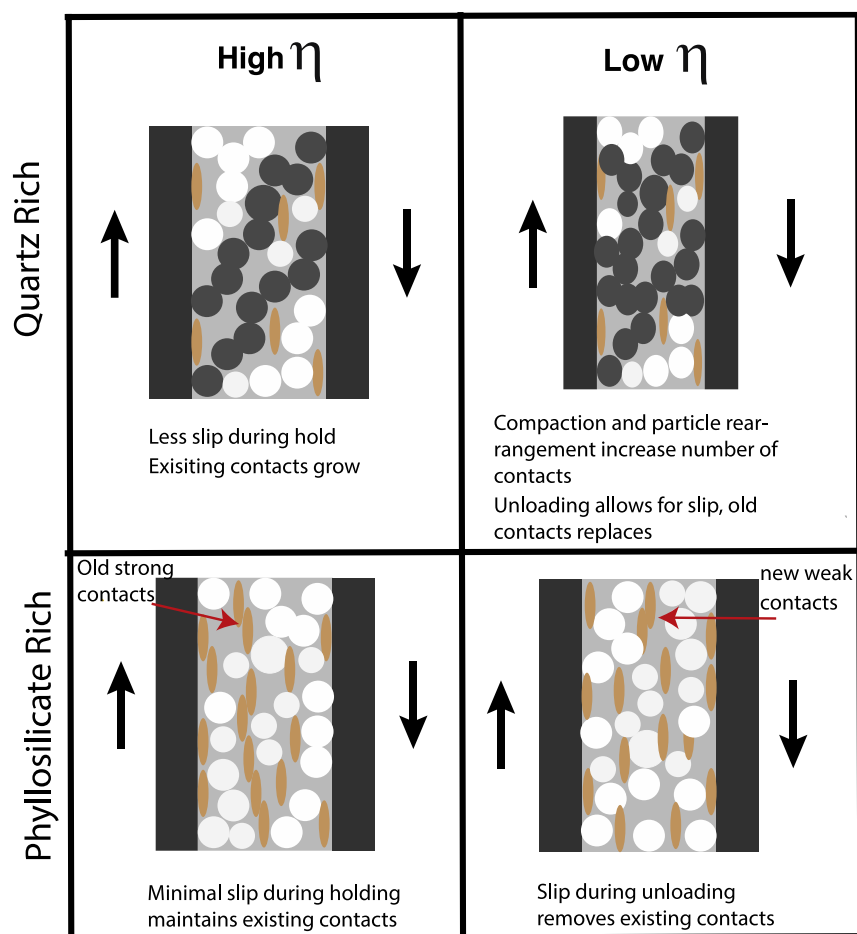 High η
Low η
Quartz Rich
Less slip during hold
Exisiting contacts grow
Compaction and particle rear-
rangement increase number of
contacts
Unloading allows for slip, old
contacts replaces
Phyllosilicate Rich
Old strong
contacts
new weak
contacts
Minimal slip during holding
maintains existing contacts
Slip during unloading
removes existing contacts